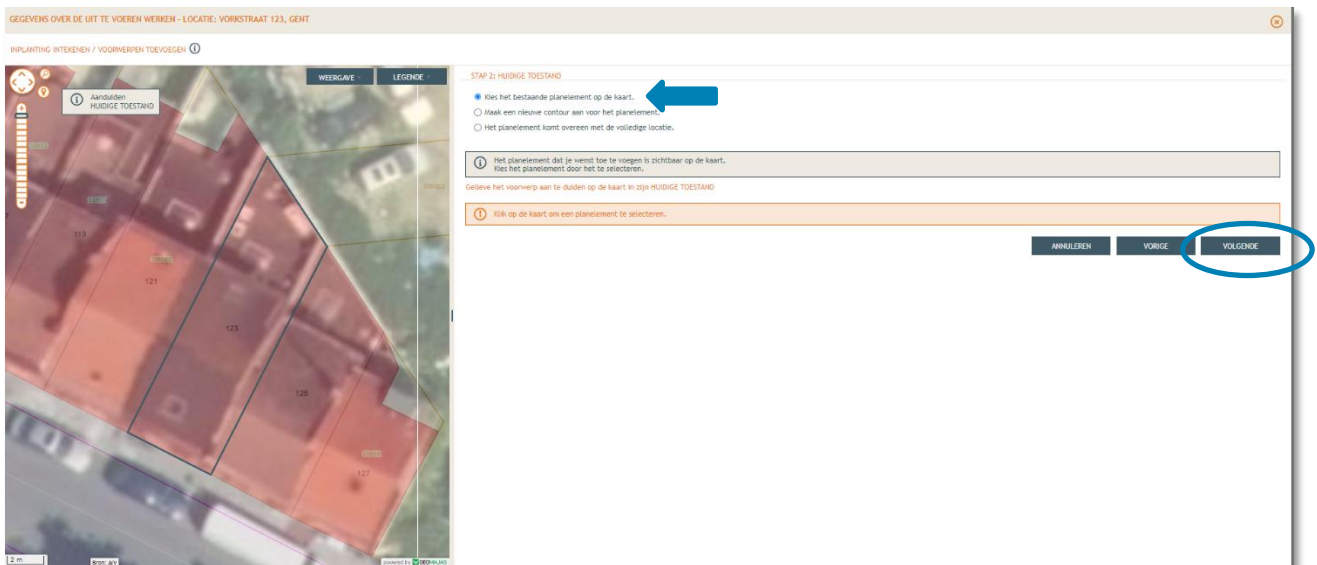 GEGEVENS OVER DE UIT TE VOEREN WERKEN - LOCATIE: VORKSTRAAT 123, GENT
INPLANTING INTEKENEN / VOORWERPEN TOEVOEGEN
WEERGAVE
LEGENDE
Aanduiden
HUIDIGE TOESTAND
119
121
123
125
127
2 m
Bron: aiv
powered by GEOMAJAS
STAP 2: HUIDIGE TOESTAND
Kies het bestaande planelement op de kaart.
Maak een nieuwe contour aan voor het planelement.
Het planelement komt overeen met de volledige locatie.
Het planelement dat je wenst toe te voegen is zichtbaar op de kaart.
Kies het planelement door het te selecteren.
Gelieve het voorwerp aan te duiden op de kaart in zijn HUIDIGE TOESTAND
Klik op de kaart om een planelement te selecteren.
ANNULEREN
VORIGE
VOLGENDE